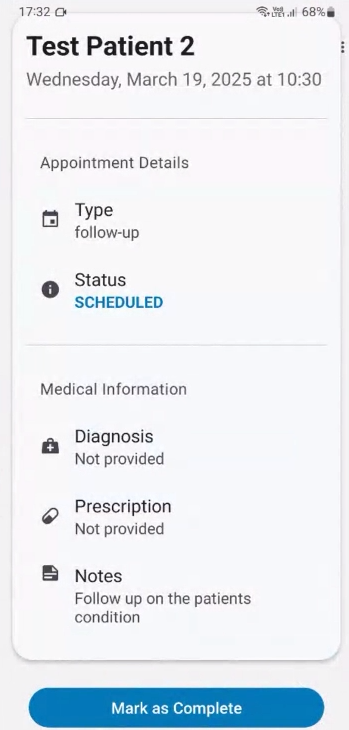 17:32 68%
Test Patient 2
Wednesday, March 19, 2025 at 10:30
Appointment Details
Type
follow-up
Status
SCHEDULED
Medical Information
Diagnosis
Not provided
Prescription
Not provided
Notes
Follow up on the patients
condition
Mark as Complete